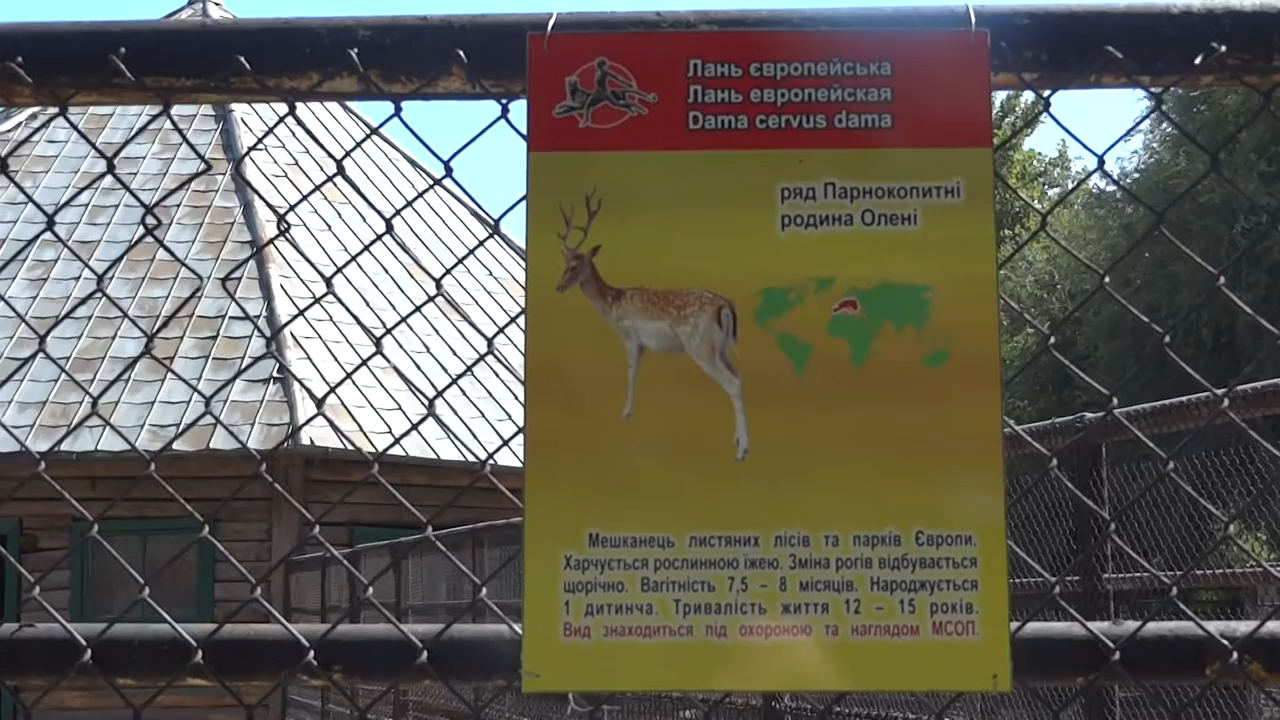 Лань європейська
Лань европейская
Dama cervus dama
ряд Парнокопитні
родина Олені
Мешканець листяних лісів та парків Європи.
Харчується рослинною їжею. Зміна рогів відбувається
щорічно. Вагітність 7,5 – 8 місяців. Народжується
1 дитинча. Тривалість життя 12 – 15 років.
Вид знаходиться під охороною та наглядом МСОП.